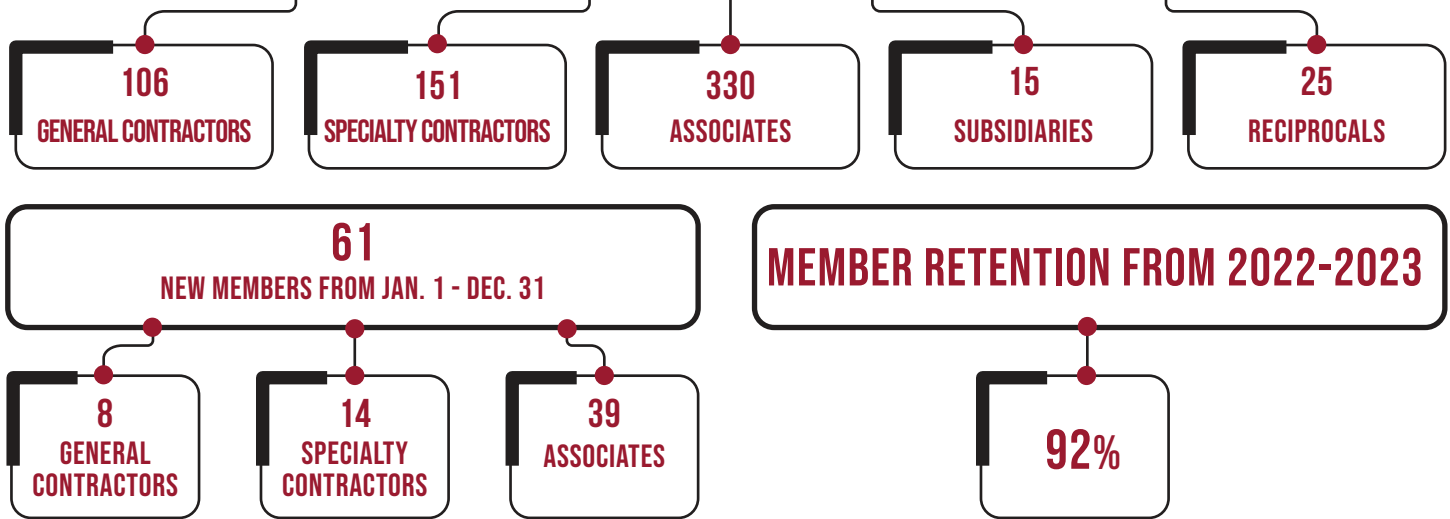 106
GENERAL CONTRACTORS
151
SPECIALTY CONTRACTORS
330
ASSOCIATES
15
SUBSIDIARIES
25
RECIPROCALS
61
NEW MEMBERS FROM JAN. 1 - DEC. 31
8
GENERAL
CONTRACTORS
14
SPECIALTY
CONTRACTORS
39
ASSOCIATES
MEMBER RETENTION FROM 2022-2023
92%